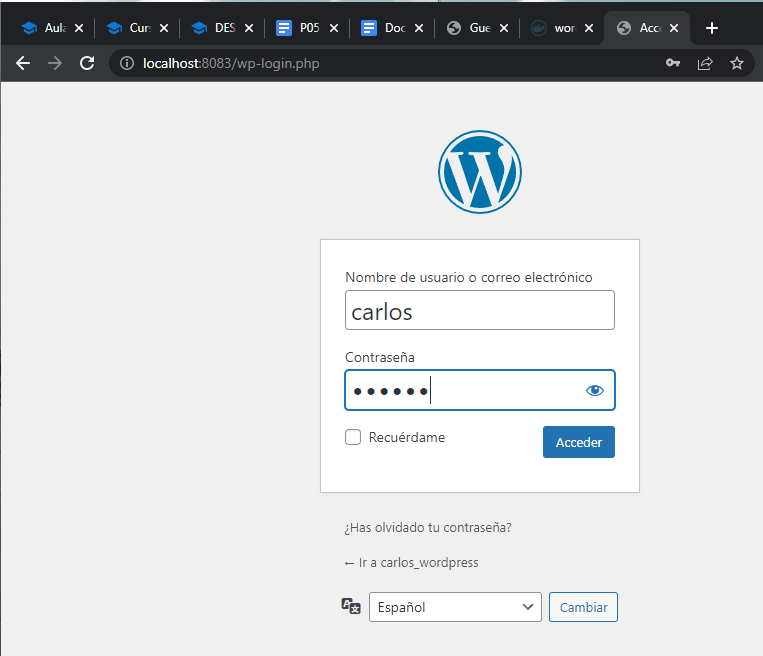 Aula
Curs
DES
P05
Doc
Gue
wor
Acc
localhost:8083/wp-login.php
Nombre de usuario o correo electrónico
carlos
Contraseña
••••••
Recuérdame
Acceder
¿Has olvidado tu contraseña?
← Ir a carlos_wordpress
Español
Cambiar